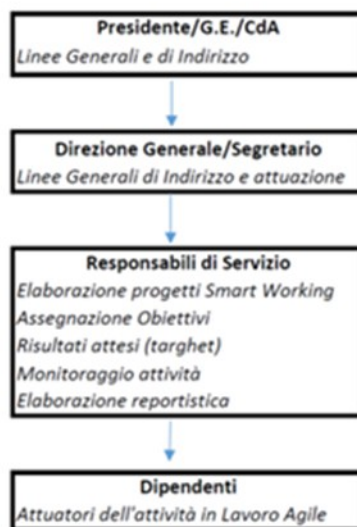 Presidente/G.E./CdA
Linee Generali e di Indirizzo
Direzione Generale/Segretario
Linee Generali di Indirizzo e attuazione
Responsabili di Servizio
Elaborazione progetti Smart Working
Assegnazione Obiettivi
Risultati attesi (targhet)
Monitoraggio attività
Elaborazione reportistica
Dipendenti
Attuatori dell'attività in Lavoro Agile